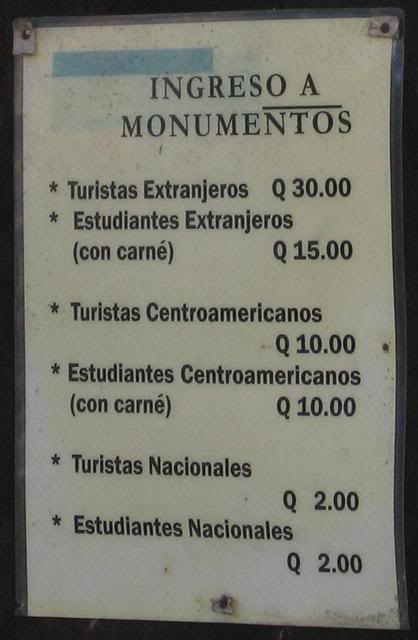 INGRESO A
MONUMENTOS
* Turistas Extranjeros Q 30.00
* Estudiantes Extranjeros
(con carné) Q 15.00
* Turistas Centroamericanos
Q 10.00
* Estudiantes Centroamericanos
(con carné) Q 10.00
* Turistas Nacionales
Q 2.00
* Estudiantes Nacionales
Q 2.00